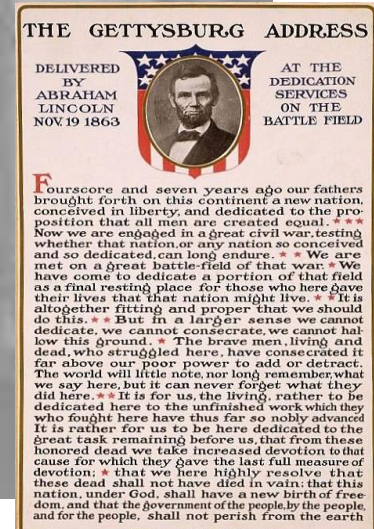 THE GETTYSBURG ADDRESS
DELIVERED
BY
ABRAHAM
LINCOLN
NOV. 19 1863
AT THE
DEDICATION
SERVICES
ON THE
BATTLE FIELD
Fourscore and seven years ago our fathers
brought forth on this continent a new nation,
conceived in liberty, and dedicated to the pro-
position that all men are created equal. ★★★
Now we are engaged in a great civil war, testing
whether that nation, or any nation so conceived
and so dedicated, can long endure. ★ ★ We are
met on a great battle-field of that war. ★ We
have come to dedicate a portion of that field
as a final resting place for those who here gave
their lives that that nation might live. ★ ★ It is
altogether fitting and proper that we should
do this. ★ ★ But in a larger sense we cannot
dedicate, we cannot consecrate, we cannot hal-
low this ground. ★ The brave men, living and
dead, who struggled here, have consecrated it
far above our poor power to add or detract.
The world will little note, nor long remember, what
we say here, but it can never forget what they
did here. ★ ★ It is for us, the living, rather to be
dedicated here to the unfinished work which they
who fought here have thus far so nobly advanced
It is rather for us to be here dedicated to the
great task remaining before us, that from these
honored dead we take increased devotion to that
cause for which they gave the last full measure of
devotion; ★ that we here highly resolve that
these dead shall not have died in vain; that this
nation, under God, shall have a new birth of free-
dom, and that the government of the people, by the people,
and for the people, shall not perish from the earth